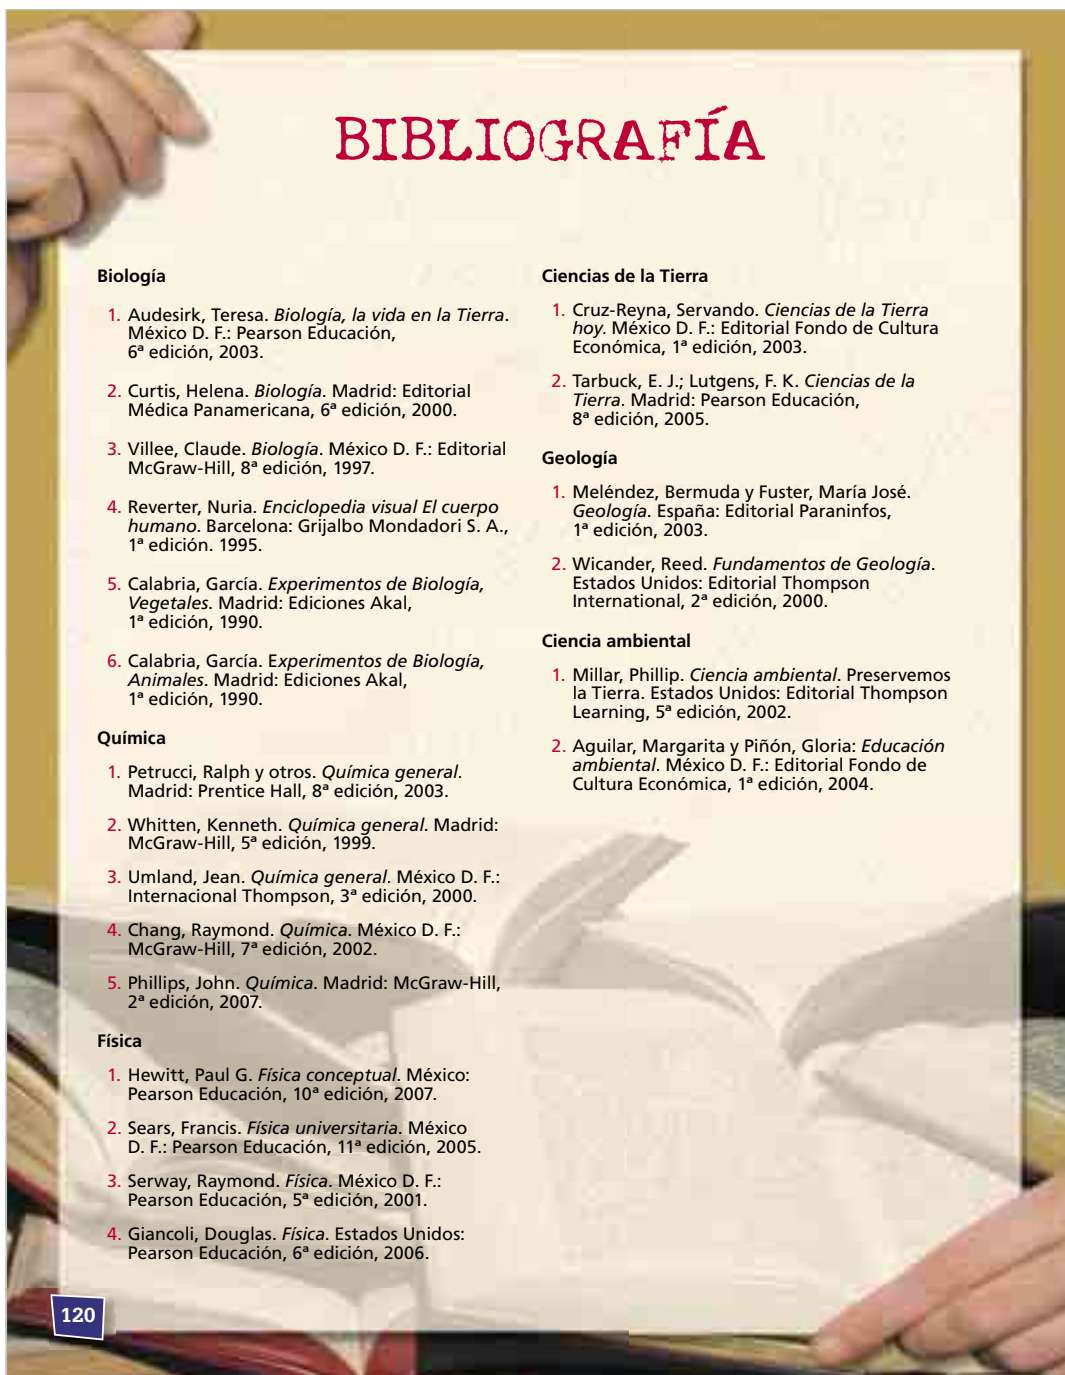 BIBLIOGRAFÍA
Biología
1. Audesirk, Teresa. Biología, la vida en la Tierra.
México D. F.: Pearson Educación,
6ª edición, 2003.
2. Curtis, Helena. Biología. Madrid: Editorial
Médica Panamericana, 6ª edición, 2000.
3. Villee, Claude. Biología. México D. F.: Editorial
McGraw-Hill, 8ª edición, 1997.
4. Reverter, Nuria. Enciclopedia visual El cuerpo
humano. Barcelona: Grijalbo Mondadori S. A.,
1ª edición. 1995.
5. Calabria, García. Experimentos de Biología,
Vegetales. Madrid: Ediciones Akal,
1ª edición, 1990.
6. Calabria, García. Experimentos de Biología,
Animales. Madrid: Ediciones Akal,
1ª edición, 1990.
Química
1. Petrucci, Ralph y otros. Química general.
Madrid: Prentice Hall, 8ª edición, 2003.
2. Whitten, Kenneth. Química general. Madrid:
McGraw-Hill, 5ª edición, 1999.
3. Umland, Jean. Química general. México D. F.:
Internacional Thompson, 3ª edición, 2000.
4. Chang, Raymond. Química. México D. F.:
McGraw-Hill, 7ª edición, 2002.
5. Phillips, John. Química. Madrid: McGraw-Hill,
2ª edición, 2007.
Física
1. Hewitt, Paul G. Física conceptual. México:
Pearson Educación, 10ª edición, 2007.
2. Sears, Francis. Física universitaria. México
D. F.: Pearson Educación, 11ª edición, 2005.
3. Serway, Raymond. Física. México D. F.:
Pearson Educación, 5ª edición, 2001.
4. Giancoli, Douglas. Física. Estados Unidos:
Pearson Educación, 6ª edición, 2006.
Ciencias de la Tierra
1. Cruz-Reyna, Servando. Ciencias de la Tierra
hoy. México D. F.: Editorial Fondo de Cultura
Económica, 1ª edición, 2003.
2. Tarbuck, E. J.; Lutgens, F. K. Ciencias de la
Tierra. Madrid: Pearson Educación,
8ª edición, 2005.
Geología
1. Meléndez, Bermuda y Fuster, María José.
Geología. España: Editorial Paraninfos,
1ª edición, 2003.
2. Wicander, Reed. Fundamentos de Geología.
Estados Unidos: Editorial Thompson
International, 2ª edición, 2000.
Ciencia ambiental
1. Millar, Phillip. Ciencia ambiental. Preservemos
la Tierra. Estados Unidos: Editorial Thompson
Learning, 5ª edición, 2002.
2. Aguilar, Margarita y Piñón, Gloria: Educación
ambiental. México D. F.: Editorial Fondo de
Cultura Económica, 1ª edición, 2004.
120